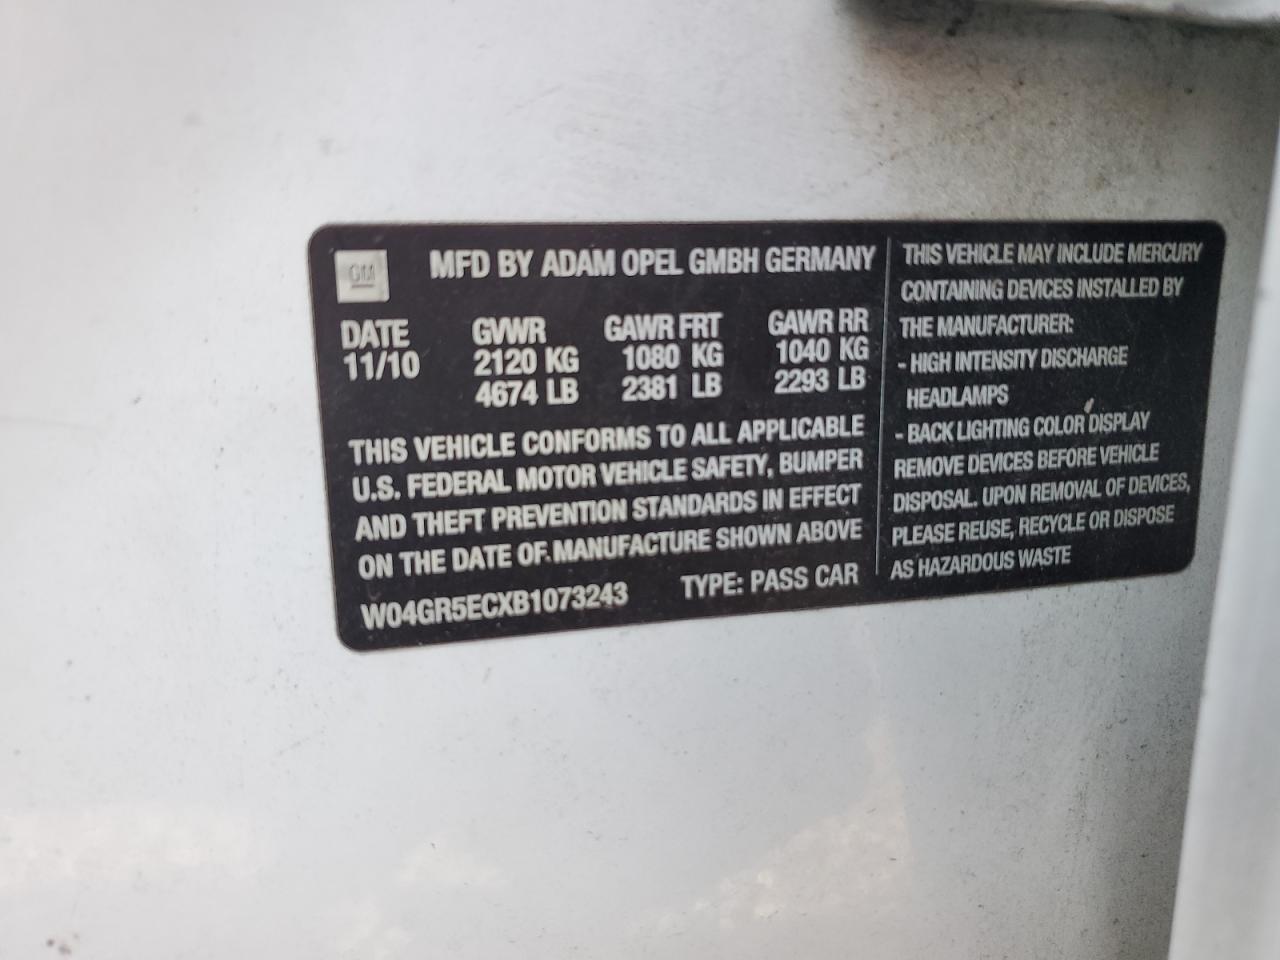 GM
MFD BY ADAM OPEL GMBH GERMANY
DATE GVWR GAWR FRT GAWR RR
11/10 2120 KG 1080 KG 1040 KG
4674 LB 2381 LB 2293 LB
THIS VEHICLE CONFORMS TO ALL APPLICABLE
U.S. FEDERAL MOTOR VEHICLE SAFETY, BUMPER
AND THEFT PREVENTION STANDARDS IN EFFECT
ON THE DATE OF MANUFACTURE SHOWN ABOVE
W04GR5ECXB1073243 TYPE: PASS CAR
THIS VEHICLE MAY INCLUDE MERCURY
CONTAINING DEVICES INSTALLED BY
THE MANUFACTURER:
- HIGH INTENSITY DISCHARGE
HEADLAMPS
- BACK LIGHTING COLOR DISPLAY
REMOVE DEVICES BEFORE VEHICLE
DISPOSAL. UPON REMOVAL OF DEVICES,
PLEASE REUSE, RECYCLE OR DISPOSE
AS HAZARDOUS WASTE